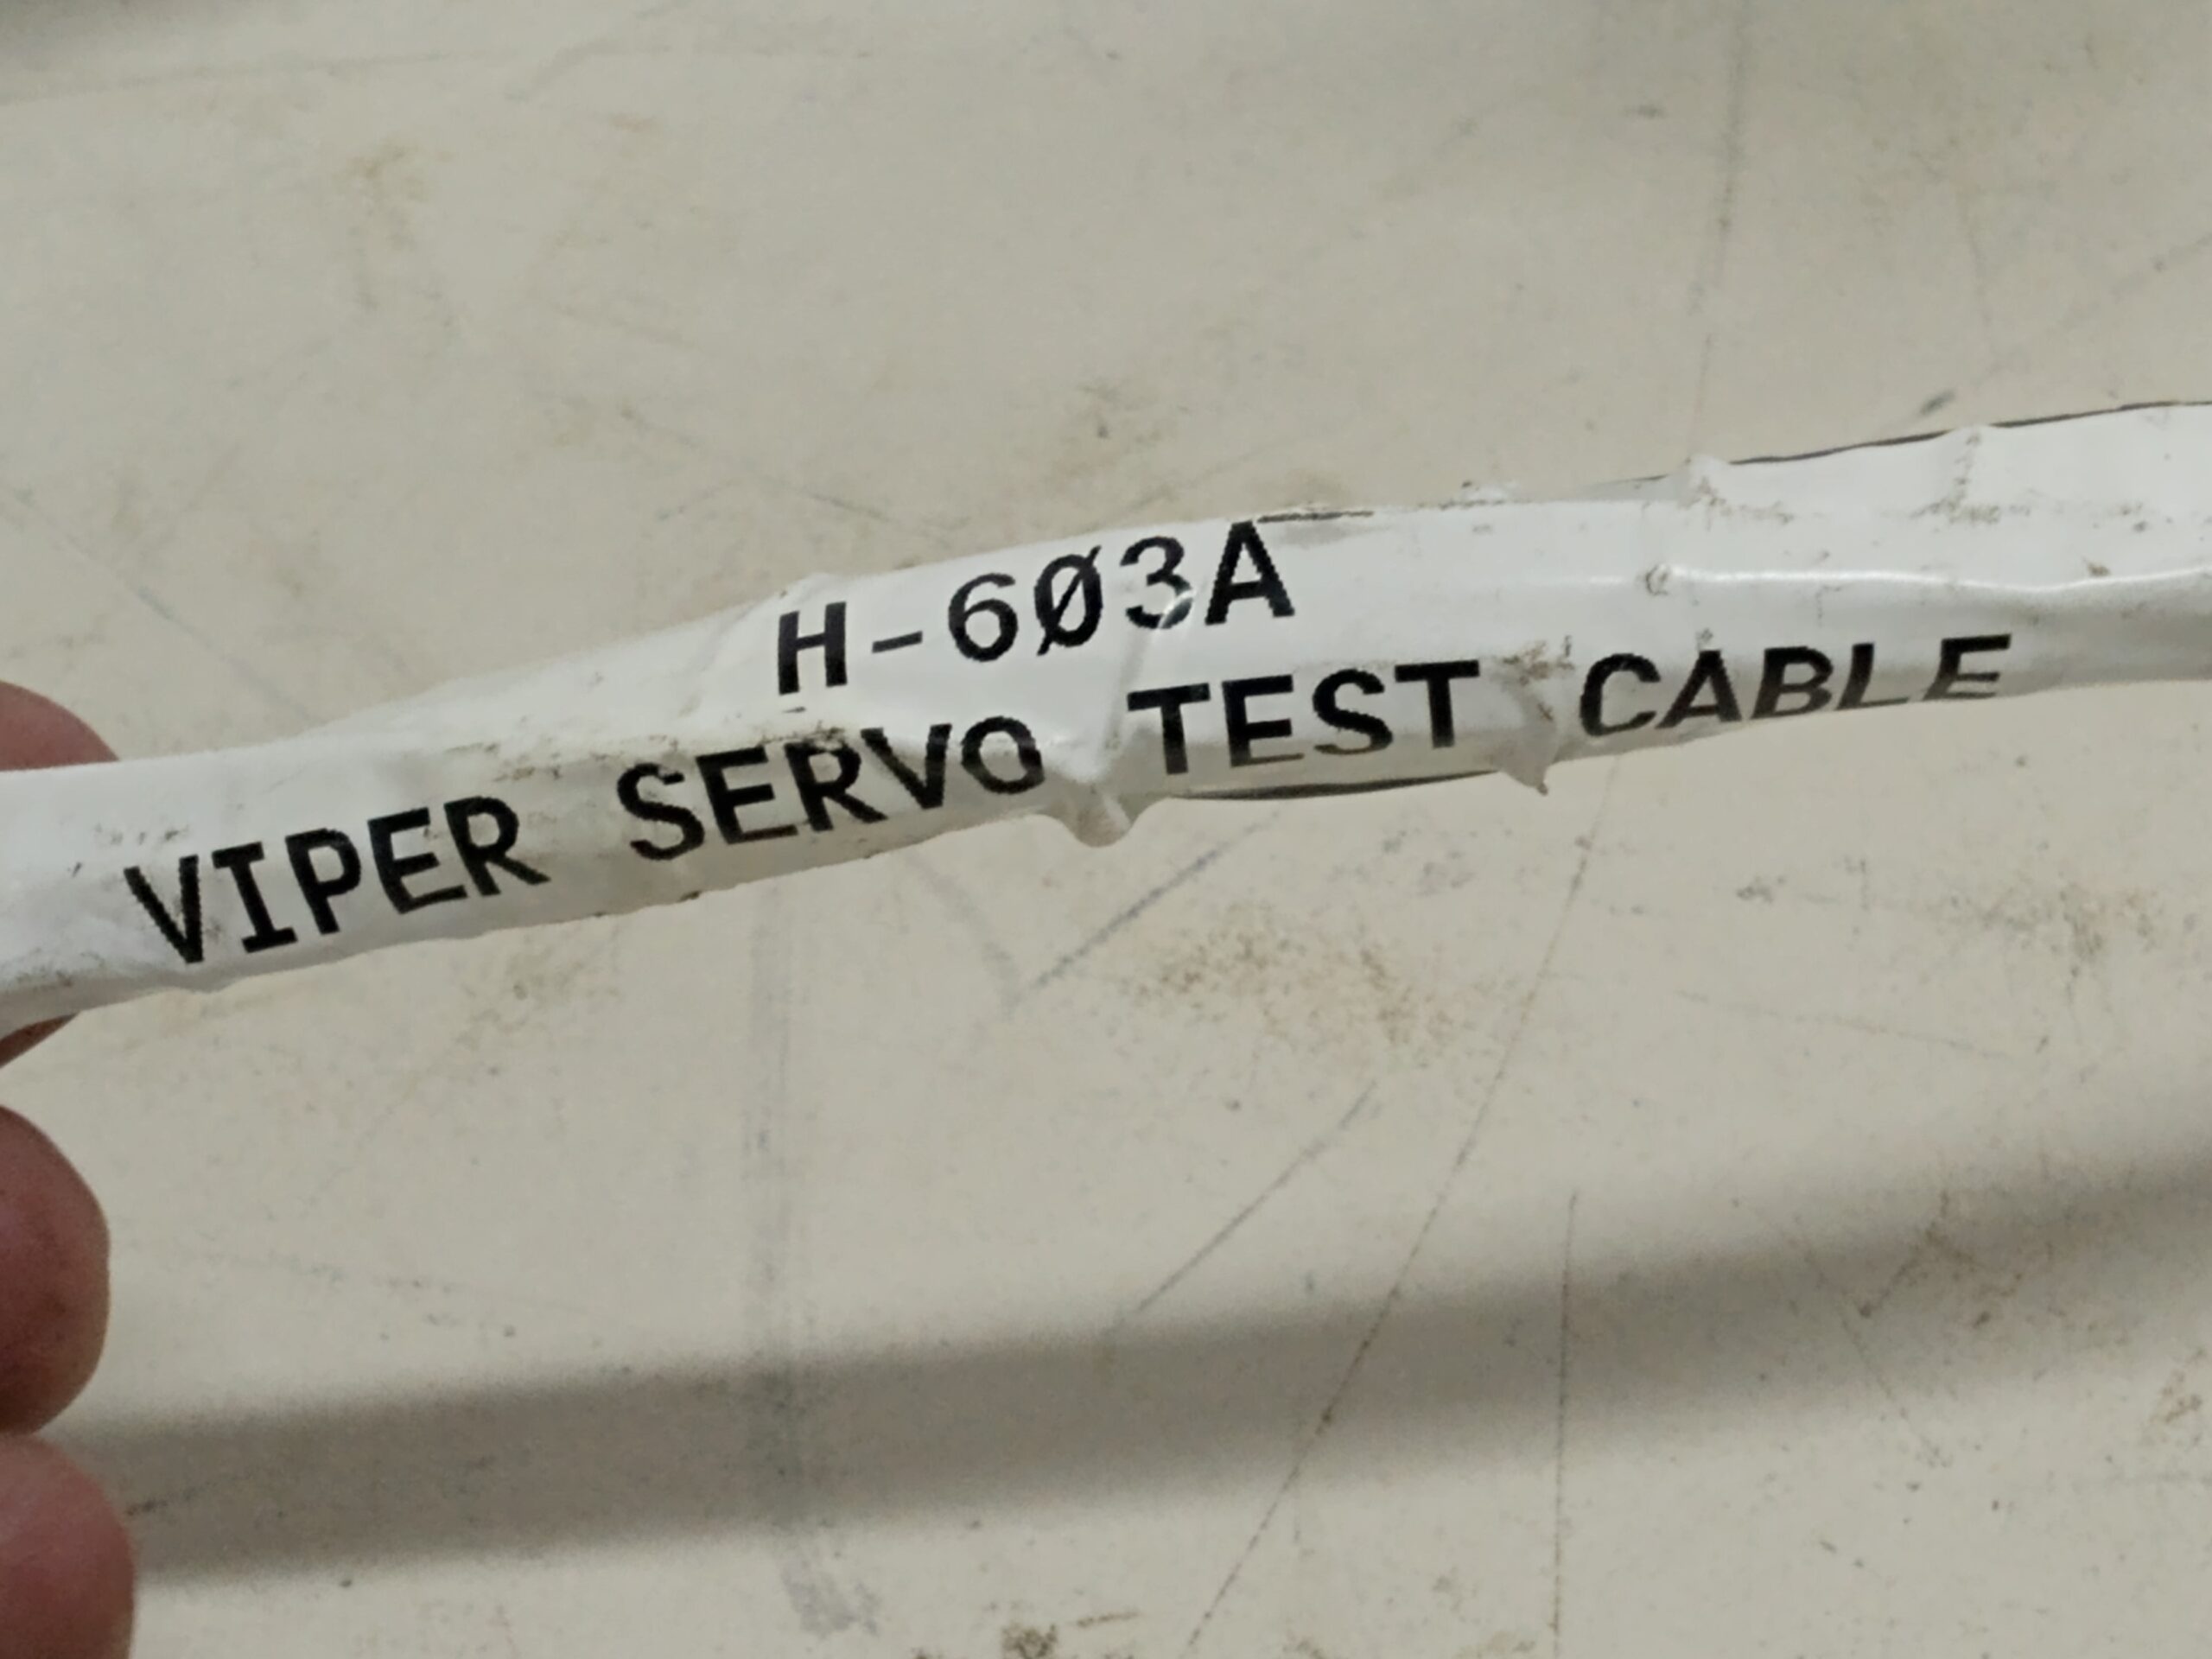 H-6Ø3A
VIPER SERVO TEST CABLE